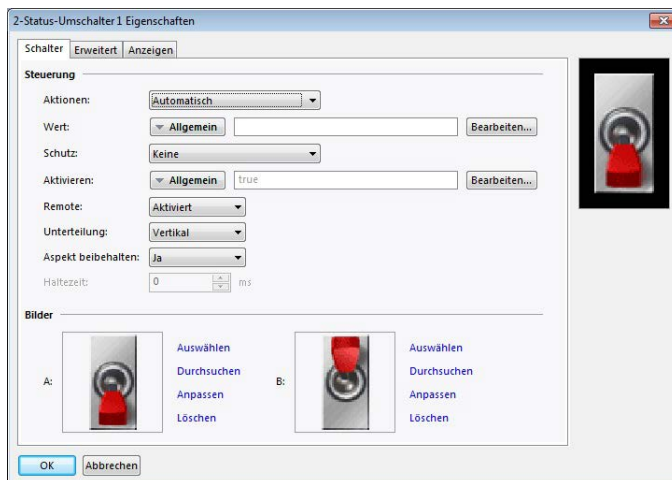 2-Status-Umschalter 1 Eigenschaften
Schalter Erweitert Anzeigen
Steuerung
Aktionen: Automatisch
Wert: Allgemein Bearbeiten...
Schutz: Keine
Aktivieren: Allgemein true Bearbeiten...
Remote: Aktiviert
Unterteilung: Vertikal
Aspekt beibehalten: Ja
Haltezeit: 0 ms
Bilder
A: Auswählen Durchsuchen Anpassen Löschen
B: Auswählen Durchsuchen Anpassen Löschen
OK Abbrechen